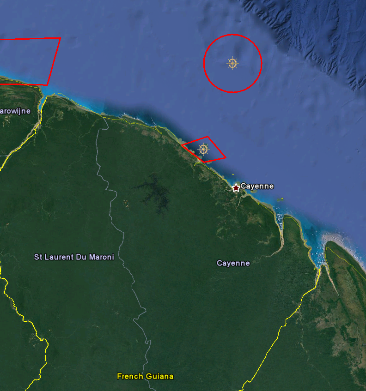 arowijne
Cayenne
St Laurent Du Maroni
Cayenne
French Guiana